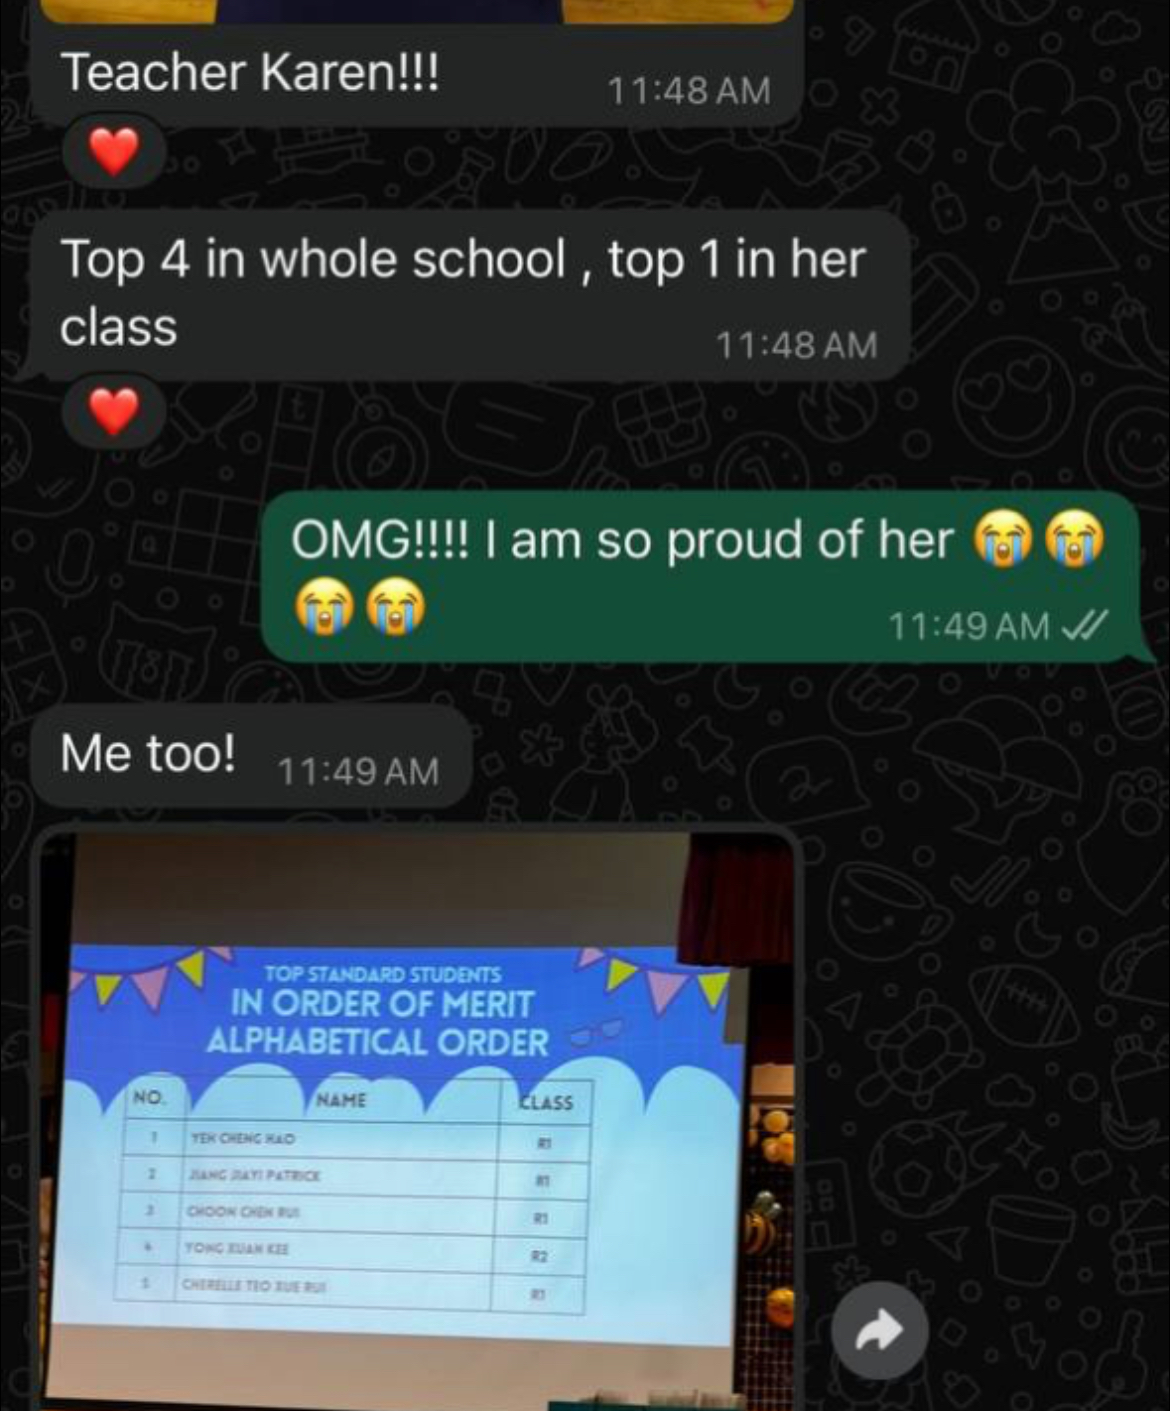 Teacher Karen!!!
11:48 AM
Top 4 in whole school , top 1 in her
class
11:48 AM
OMG!!!! I am so proud of her 😭😭
😭😭
11:49 AM
Me too!
11:49 AM
TOP STANDARD STUDENTS
IN ORDER OF MERIT
ALPHABETICAL ORDER
NO. NAME CLASS
1 YEH CHENG HAO R1
2 JIANG JIAYI PATRICK R1
3 CHOON CHEN RUI R1
4 YONG XUAN KEE R2
5 CHERELLE TEO XUE RUI R1